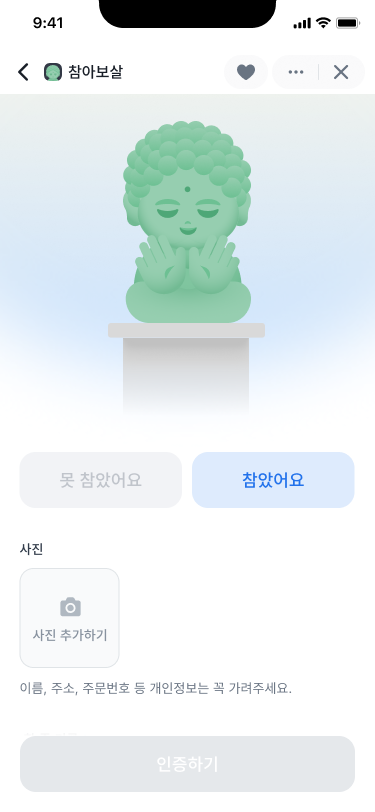 9:41
참아보살
못 참았어요
참았어요
사진
사진 추가하기
이름, 주소, 주문번호 등 개인정보는 꼭 가려주세요.
인증하기